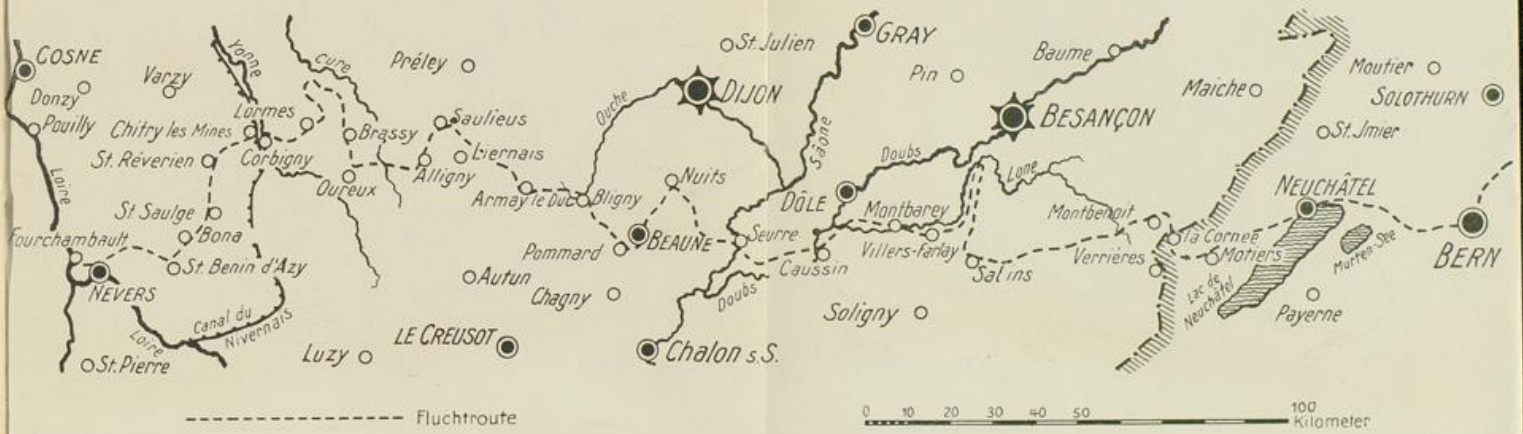 COSNE
Donzy
Pouilly
Varzy
Yonne
Cure
Préley
St. Julien
GRAY
Pin
Baume
Maiche
Moutier
SOLOTHURN
St. Jmier
Loire
Lormes
Chitry les Mines
St. Réverien
Corbigny
Brassy
Oureux
Saulieus
Liernais
Alligny
Ouche
DIJON
Saône
BESANÇON
Doubs
Lone
Armay le Duc
Bligny
Nuits
DÔLE
Montbarey
Montbenoit
NEUCHÂTEL
St. Saulge
Bona
Fourchambault
St. Benin d'Azy
NEVERS
Pommard
BEAUNE
Seurre
Caussin
Villers-farlay
Salins
la Cornée
Verrières
Motiers
Lac de
Neuchâtel
Murten-See
BERN
Payerne
Autun
Chagny
Doubs
Soligny
Canal du
Nivernais
Loire
St. Pierre
Luzy
LE CREUSOT
Chalon s.S.
Fluchtroute
0 10 20 30 40 50 100
Kilometer